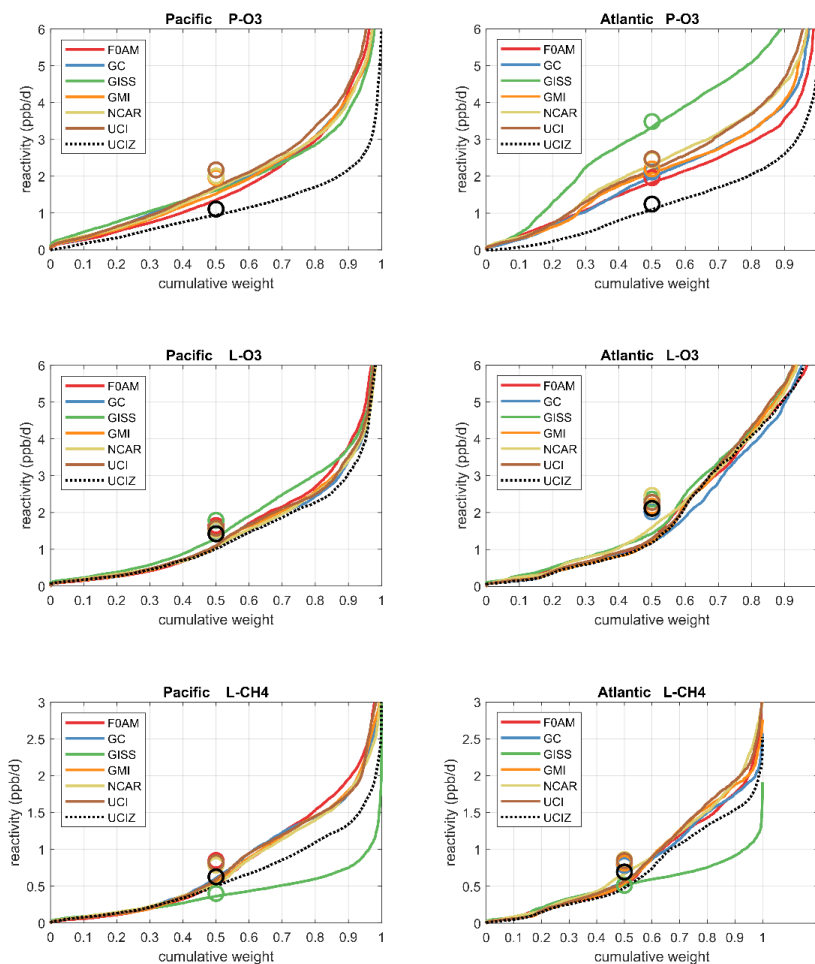 Pacific P-O3
reactivity (ppb/d)
6
5
4
3
2
1
0
F0AM
GC
GISS
GMI
NCAR
UCI
UCIZ
0 0.1 0.2 0.3 0.4 0.5 0.6 0.7 0.8 0.9 1
cumulative weight
Atlantic P-O3
reactivity (ppb/d)
6
5
4
3
2
1
0
F0AM
GC
GISS
GMI
NCAR
UCI
UCIZ
0 0.1 0.2 0.3 0.4 0.5 0.6 0.7 0.8 0.9
cumulative weight
Pacific L-O3
reactivity (ppb/d)
6
5
4
3
2
1
0
F0AM
GC
GISS
GMI
NCAR
UCI
UCIZ
0 0.1 0.2 0.3 0.4 0.5 0.6 0.7 0.8 0.9 1
cumulative weight
Atlantic L-O3
reactivity (ppb/d)
6
5
4
3
2
1
0
F0AM
GC
GISS
GMI
NCAR
UCI
UCIZ
0 0.1 0.2 0.3 0.4 0.5 0.6 0.7 0.8 0.9
cumulative weight
Pacific L-CH4
reactivity (ppb/d)
3
2.5
2
1.5
1
0.5
0
F0AM
GC
GISS
GMI
NCAR
UCI
UCIZ
0 0.1 0.2 0.3 0.4 0.5 0.6 0.7 0.8 0.9 1
cumulative weight
Atlantic L-CH4
reactivity (ppb/d)
3
2.5
2
1.5
1
0.5
0
F0AM
GC
GISS
GMI
NCAR
UCI
UCIZ
0 0.1 0.2 0.3 0.4 0.5 0.6 0.7 0.8 0.9 1
cumulative weight